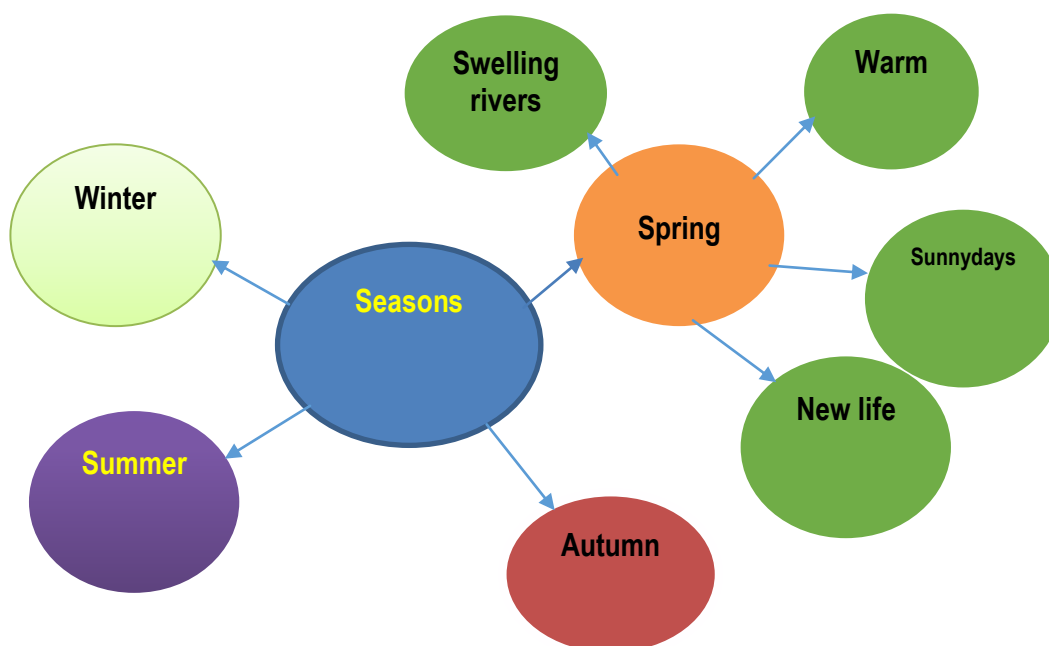 Swelling
rivers
Warm
Winter
Spring
Sunnydays
Seasons
New life
Summer
Autumn